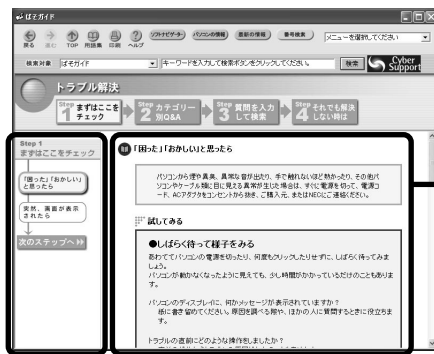 ぱそガイド
戻る 進む TOP 用語集 印刷 ヘルプ
ソフトナビゲーター パソコンの情報 最新の情報 番号検索 メニューを選択してください
検索対象 ぱそガイド キーワードを入力して検索ボタンをクリックしてください。 検索 Cyber Support
トラブル解決
Step 1 まずはここをチェック
Step 2 カテゴリー別Q&A
Step 3 質問を入力して検索
Step 4 それでも解決しない時は
Step 1
まずはここをチェック
「困った」「おかしい」
と思ったら
突然、画面が表示
されたら
次のステップへ
「困った」「おかしい」と思ったら
パソコンから煙や異臭、異常な音が出たり、手で触れないほど熱かったり、その他パ
ソコンやケーブル類に目に見える異常が生じた場合は、すぐに電源を切って、電源コ
ード、ACアダプタをコンセントから抜き、ご購入元、またはNECにご連絡ください。
試してみる
●しばらく待って様子をみる
あわててパソコンの電源を切ったり、何度もクリックしたりせずに、しばらく待ってみま
しょう。
パソコンが動かなくなったように見えても、少し時間がかかっているだけのこともありま
す。
パソコンのディスプレイに、何かメッセージが表示されていますか？
紙に書き留めてください。原因を調べる際や、ほかの人に質問するときに役立ちま
す。
トラブルの直前にどのような操作をしましたか？